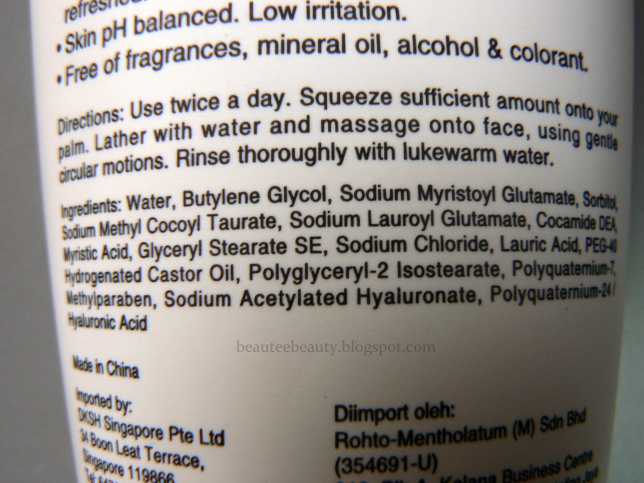 refreshed
• Skin pH balanced. Low irritation.
• Free of fragrances, mineral oil, alcohol & colorant.
Directions: Use twice a day. Squeeze sufficient amount onto your
palm. Lather with water and massage onto face, using gentle
circular motions. Rinse thoroughly with lukewarm water.
Ingredients: Water, Butylene Glycol, Sodium Myristoyl Glutamate, Sorbitol,
Sodium Methyl Cocoyl Taurate, Sodium Lauroyl Glutamate, Cocamide DEA,
Myristic Acid, Glyceryl Stearate SE, Sodium Chloride, Lauric Acid, PEG-40
Hydrogenated Castor Oil, Polyglyceryl-2 Isostearate, Polyquaternium-7,
Methylparaben, Sodium Acetylated Hyaluronate, Polyquaternium-24 /
Hyaluronic Acid
beauteebeauty.blogspot.com
Made in China
Imported by:
DKSH Singapore Pte Ltd
34 Boon Leat Terrace,
Singapore 119866
Diimport oleh:
Rohto-Mentholatum (M) Sdn Bhd
(354691-U)
Kelana Business Centre